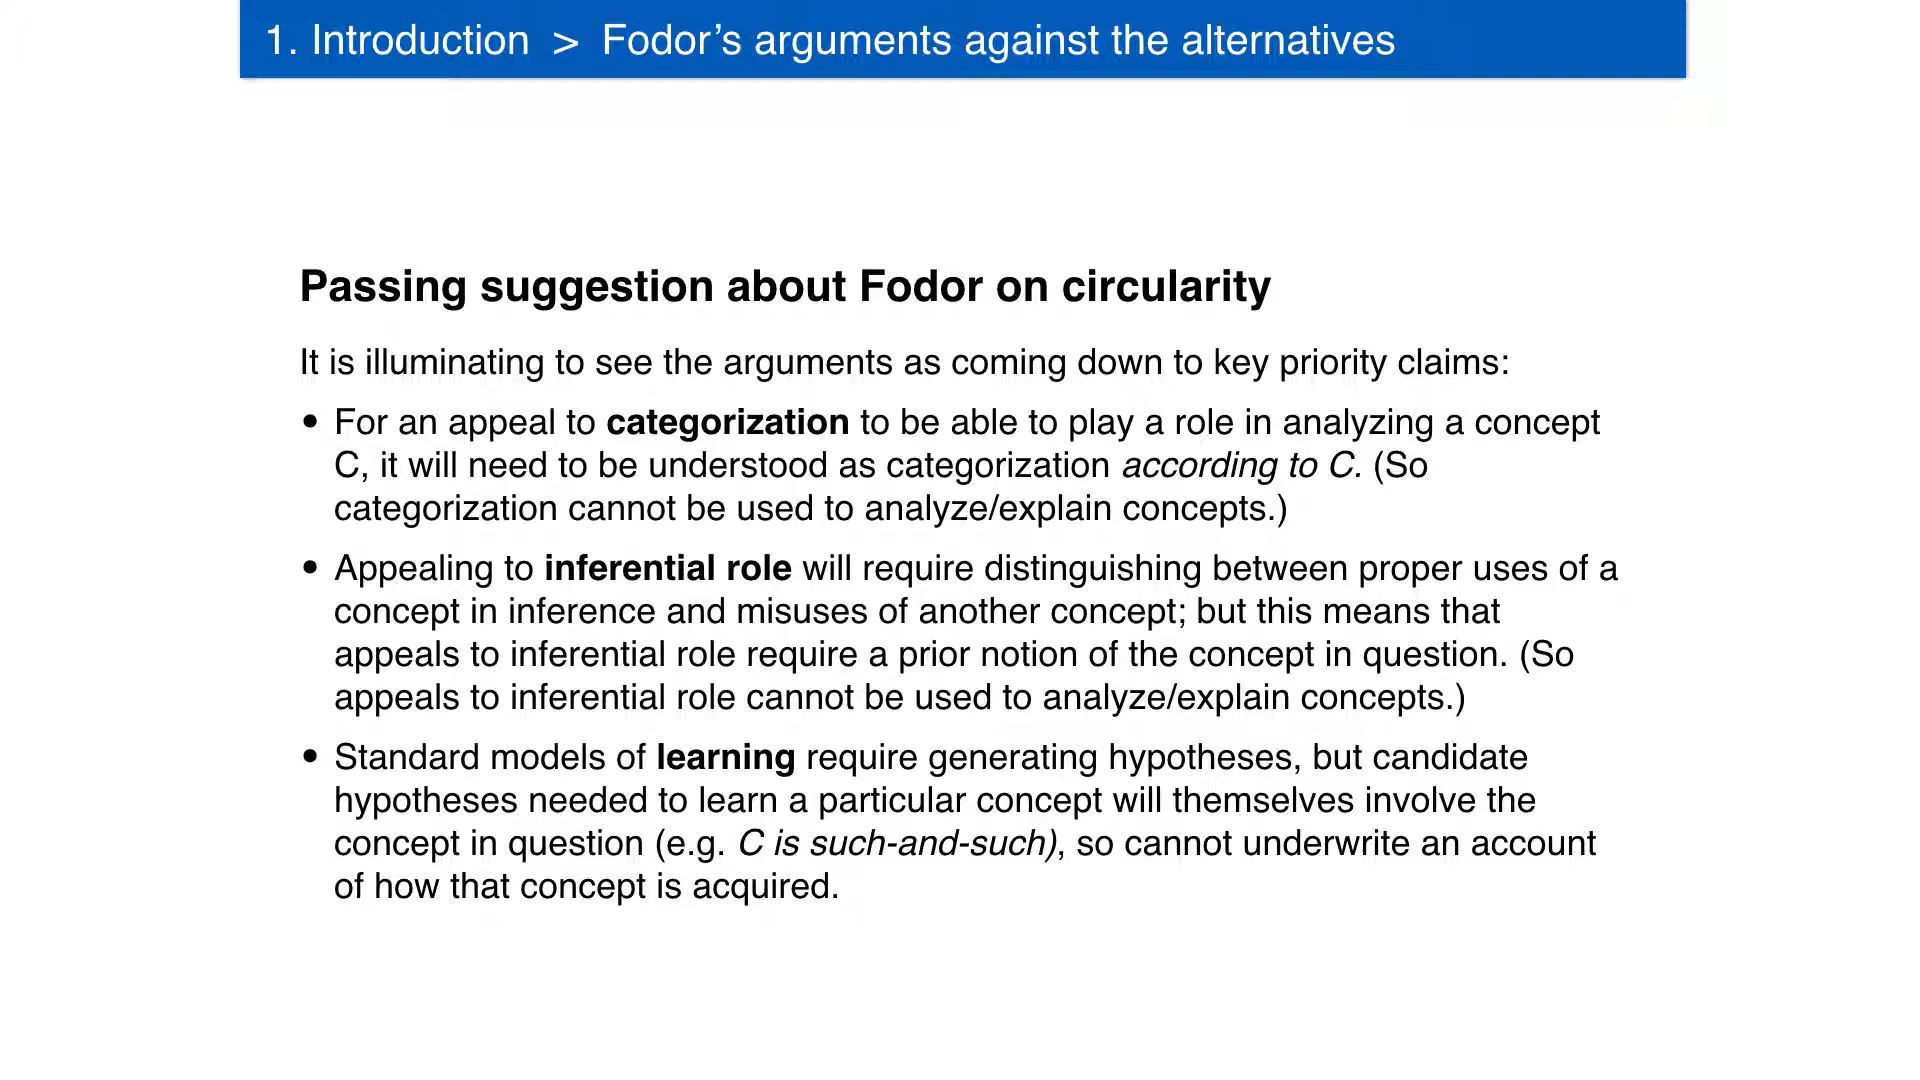 1. Introduction > Fodor’s arguments against the alternatives
Passing suggestion about Fodor on circularity
It is illuminating to see the arguments as coming down to key priority claims:
• For an appeal to categorization to be able to play a role in analyzing a concept
C, it will need to be understood as categorization according to C. (So
categorization cannot be used to analyze/explain concepts.)
• Appealing to inferential role will require distinguishing between proper uses of a
concept in inference and misuses of another concept; but this means that
appeals to inferential role require a prior notion of the concept in question. (So
appeals to inferential role cannot be used to analyze/explain concepts.)
• Standard models of learning require generating hypotheses, but candidate
hypotheses needed to learn a particular concept will themselves involve the
concept in question (e.g. C is such-and-such), so cannot underwrite an account
of how that concept is acquired.